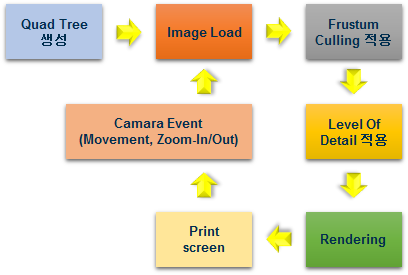 Quad Tree
생성
Image Load
Frustum
Culling 적용
Camara Event
(Movement, Zoom-In/Out)
Level Of
Detail 적용
Print
screen
Rendering